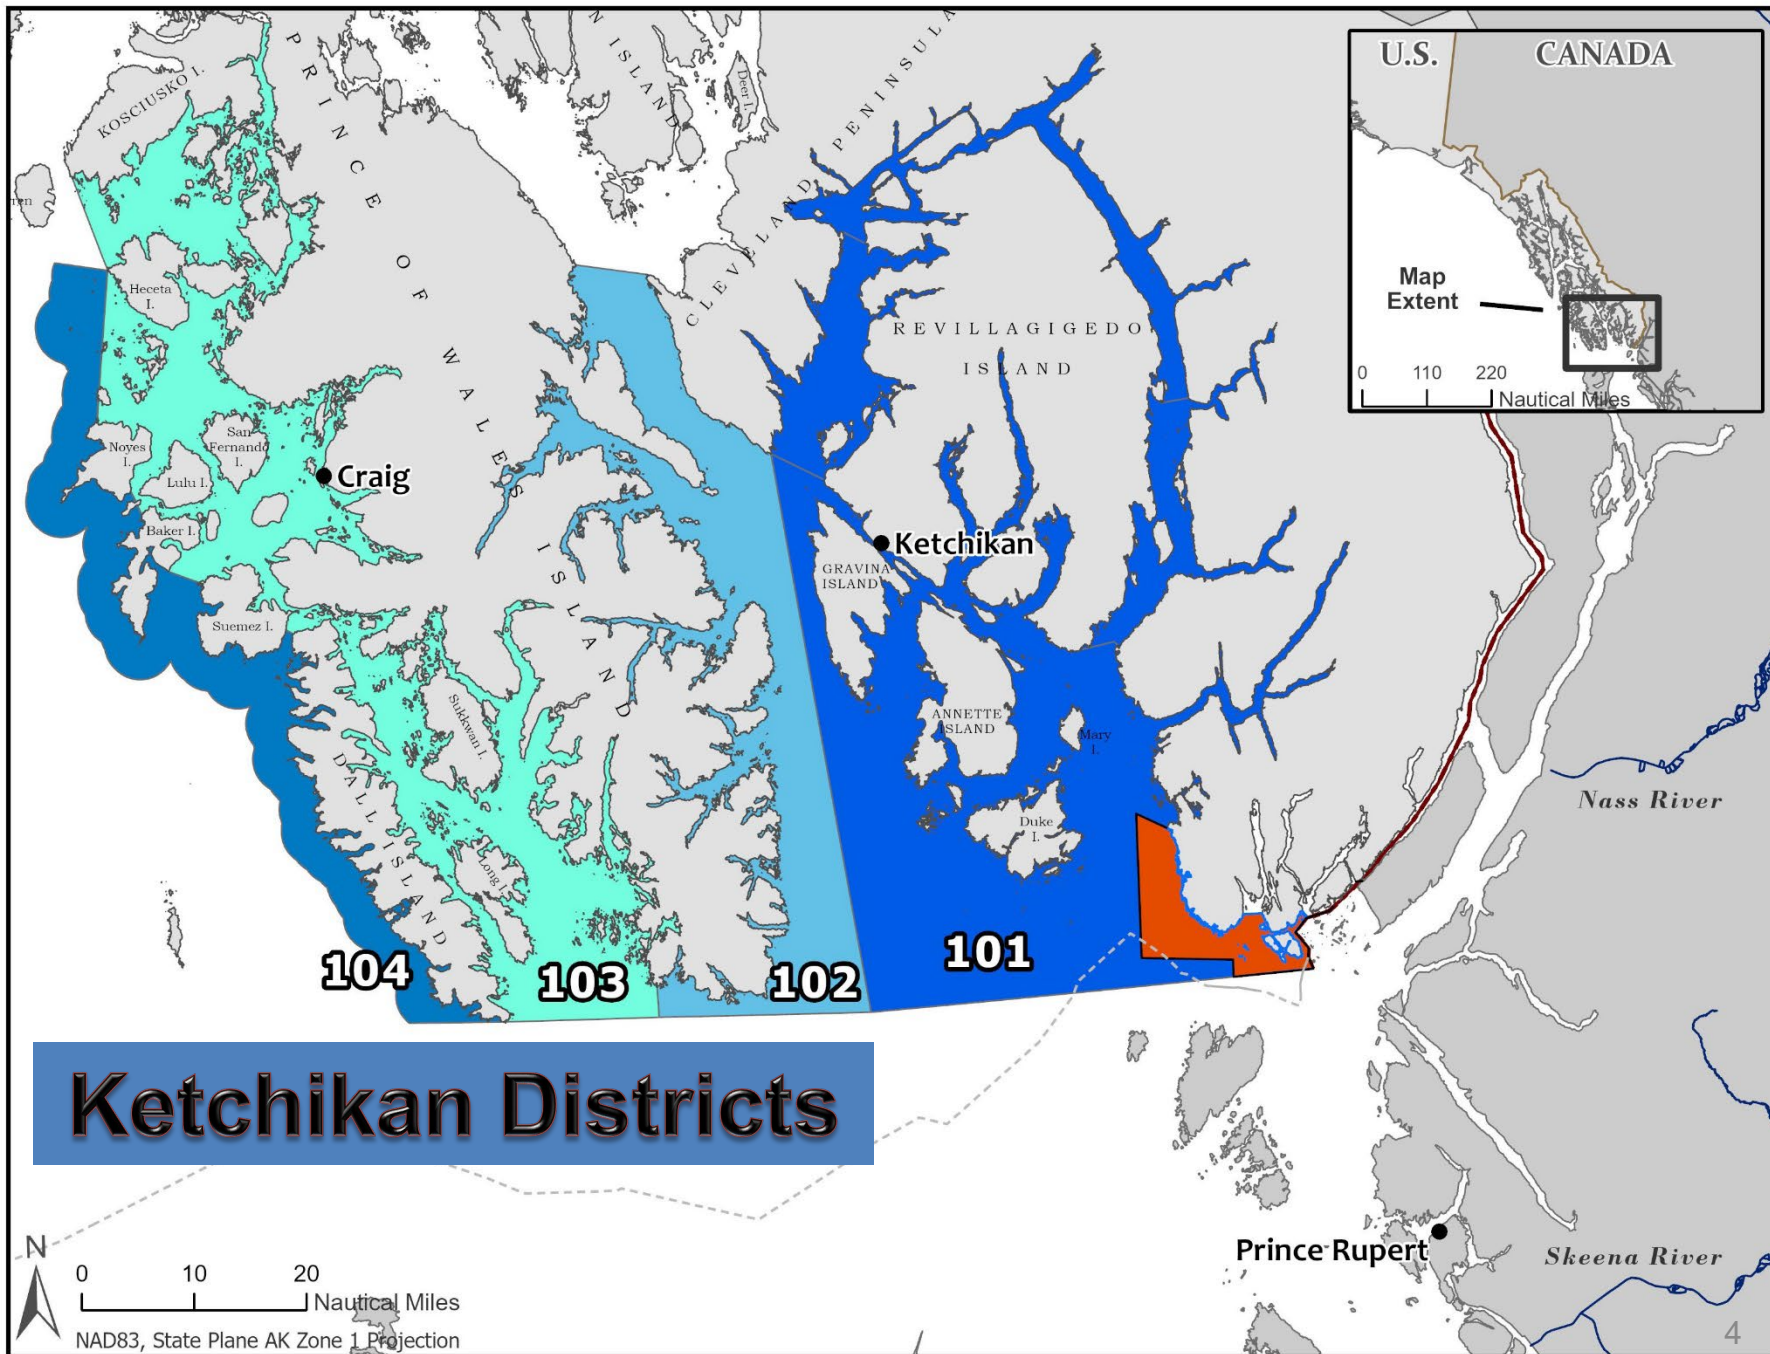 KOSCIUSKO I.
PRINCE OF WALES ISLAND
ISLAND
Deer I.
CLEVELAND PENINSULA
U.S.
CANADA
Map
Extent
0 110 220
Nautical Miles
Heceta
I.
REVILLAGIGEDO
ISLAND
Noyes
I.
San
Fernando
I.
Lulu I.
Craig
Baker I.
Ketchikan
GRAVINA
ISLAND
Suemez I.
Sukkwan I.
ANNETTE
ISLAND
Mary
I.
DALL ISLAND
Long I.
Duke
I.
Nass River
104
103
102
101
Ketchikan Districts
Prince Rupert
Skeena River
N
0 10 20
Nautical Miles
NAD83, State Plane AK Zone 1 Projection
4